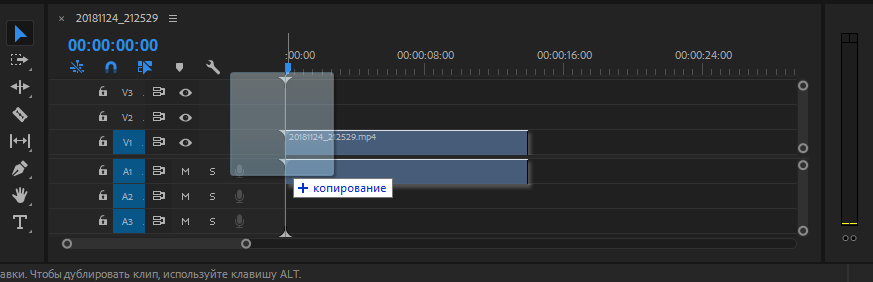 × 20181124_212529
00:00:00:00
:00:00 00:00:08:00 00:00:16:00 00:00:24:00
V3
V2
V1 20181124_212529.mp4
A1 M S
+ копирование
A2 M S
A3 M S
T
авки. Чтобы дублировать клип, используйте клавишу ALT.